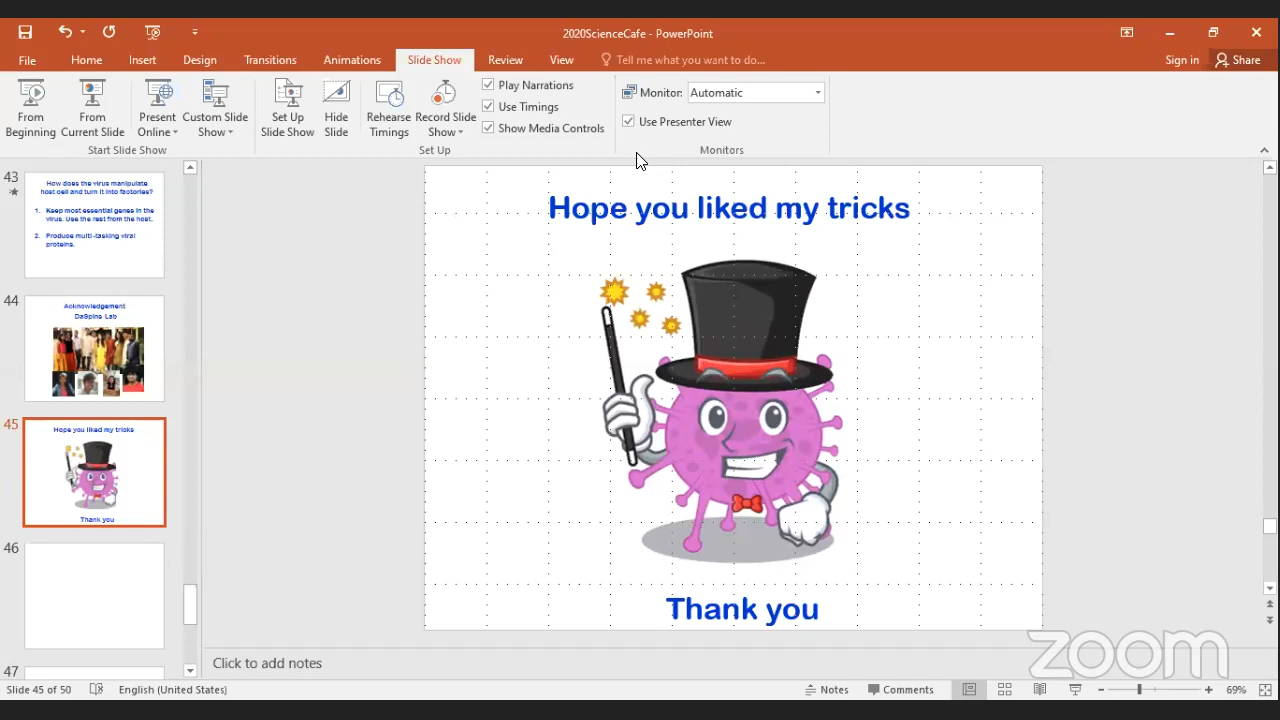 2020ScienceCafe - PowerPoint
File Home Insert Design Transitions Animations Slide Show Review View Tell me what you want to do... Sign in Share
From Beginning
From Current Slide
Present Online
Custom Slide Show
Start Slide Show
Set Up Slide Show
Hide Slide
Rehearse Timings
Record Slide Show
Play Narrations
Use Timings
Show Media Controls
Set Up
Monitor: Automatic
Use Presenter View
Monitors
43
How does the virus manipulate
host cell and turn it into factories?
1. Keep most essential genes in the
virus. Use the rest from the host.
2. Produce multi-tasking viral
proteins.
44
Acknowledgement
DaSpins Lab
45
Hope you liked my tricks
Thank you
46
47
Hope you liked my tricks
Thank you
zoom
Click to add notes
Slide 45 of 50 English (United States) Notes Comments 69%